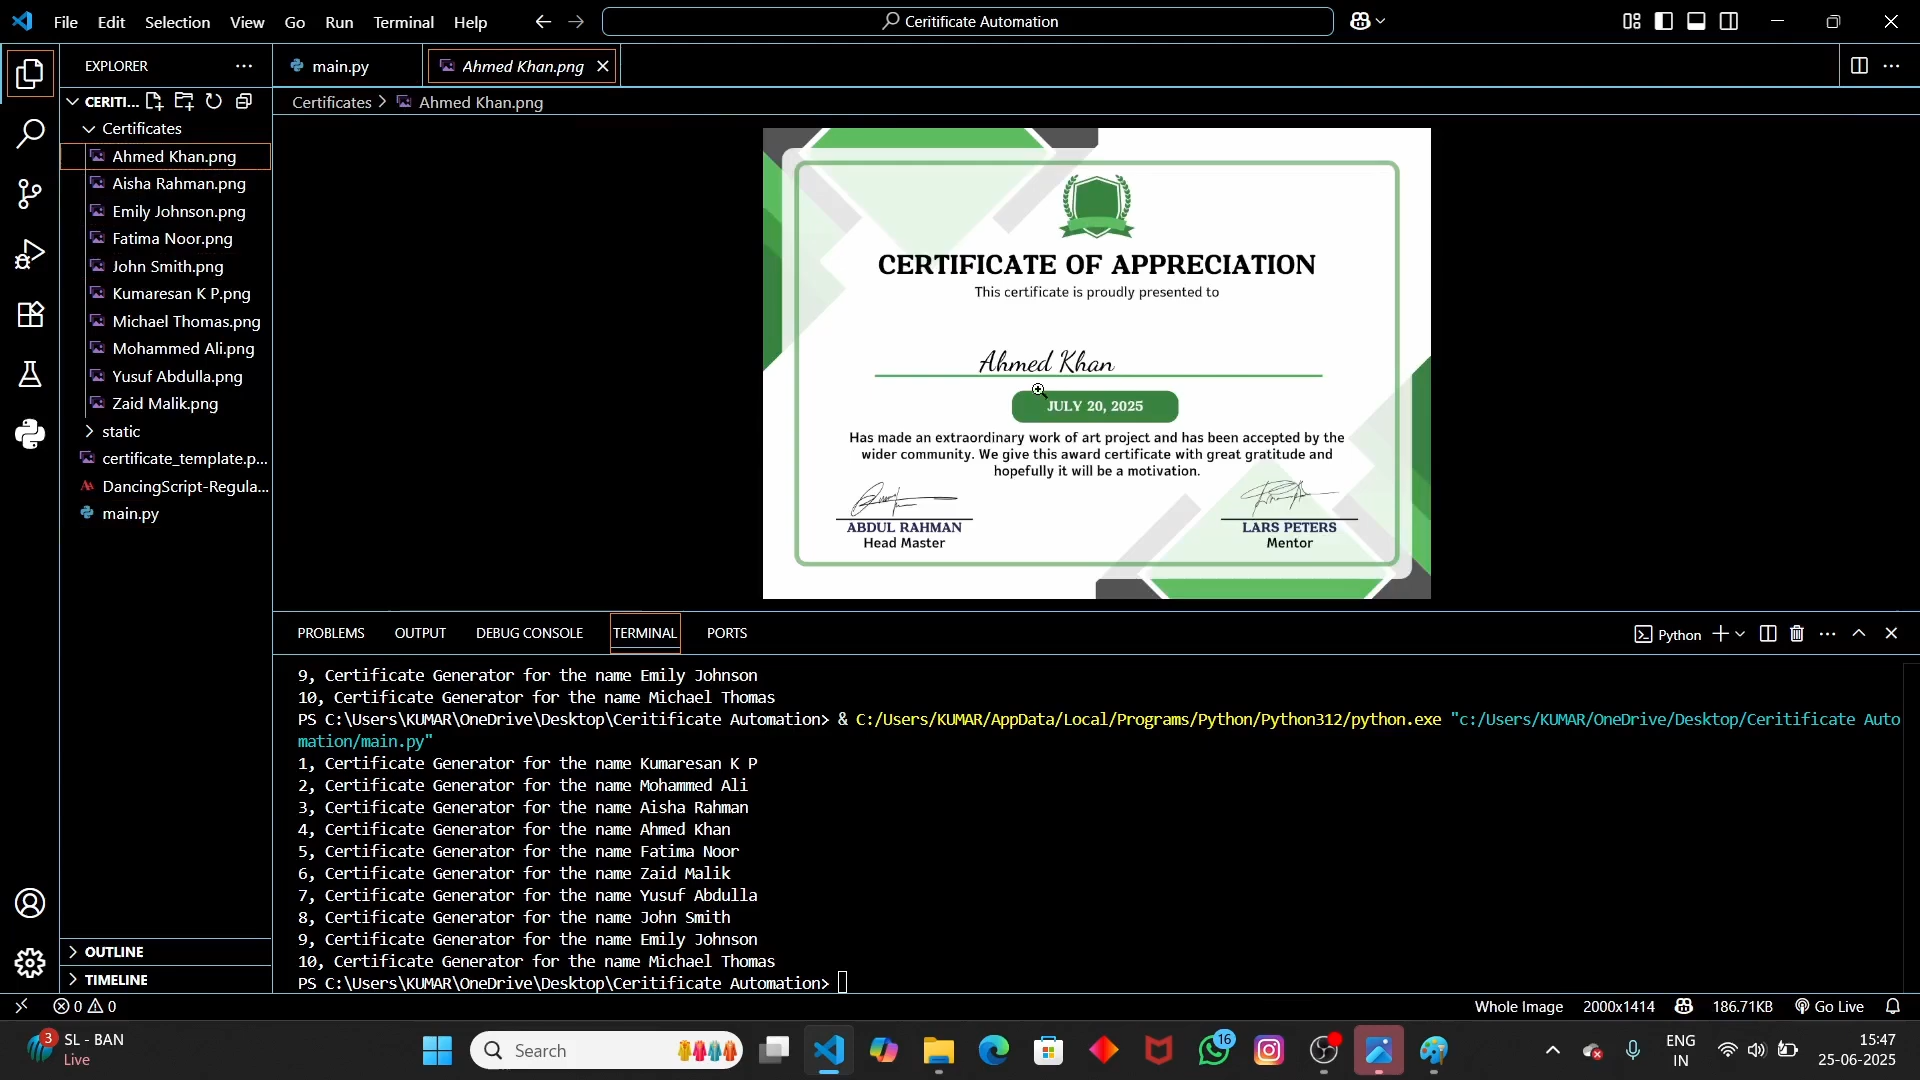 File Edit Selection View Go Run Terminal Help
Ceritificate Automation
EXPLORER
main.py
Ahmed Khan.png
CERITI...
Certificates > Ahmed Khan.png
Certificates
Ahmed Khan.png
Aisha Rahman.png
Emily Johnson.png
Fatima Noor.png
John Smith.png
Kumaresan K P.png
Michael Thomas.png
Mohammed Ali.png
Yusuf Abdulla.png
Zaid Malik.png
static
certificate_template.p...
DancingScript-Regula...
main.py
OUTLINE
TIMELINE
CERTIFICATE OF APPRECIATION
This certificate is proudly presented to
Ahmed Khan
JULY 20, 2025
Has made an extraordinary work of art project and has been accepted by the
wider community. We give this award certificate with great gratitude and
hopefully it will be a motivation.
ABDUL RAHMAN
Head Master
LARS PETERS
Mentor
PROBLEMS OUTPUT DEBUG CONSOLE TERMINAL PORTS
Python
9, Certificate Generator for the name Emily Johnson
10, Certificate Generator for the name Michael Thomas
PS C:\Users\KUMAR\OneDrive\Desktop\Ceritificate Automation> & C:/Users/KUMAR/AppData/Local/Programs/Python/Python312/python.exe "c:/Users/KUMAR/OneDrive/Desktop/Ceritificate Auto
mation/main.py"
1, Certificate Generator for the name Kumaresan K P
2, Certificate Generator for the name Mohammed Ali
3, Certificate Generator for the name Aisha Rahman
4, Certificate Generator for the name Ahmed Khan
5, Certificate Generator for the name Fatima Noor
6, Certificate Generator for the name Zaid Malik
7, Certificate Generator for the name Yusuf Abdulla
8, Certificate Generator for the name John Smith
9, Certificate Generator for the name Emily Johnson
10, Certificate Generator for the name Michael Thomas
PS C:\Users\KUMAR\OneDrive\Desktop\Ceritificate Automation>
0 0
Whole Image 2000x1414 186.71KB Go Live
3
SL - BAN
Live
Search
16
ENG
IN
15:47
25-06-2025